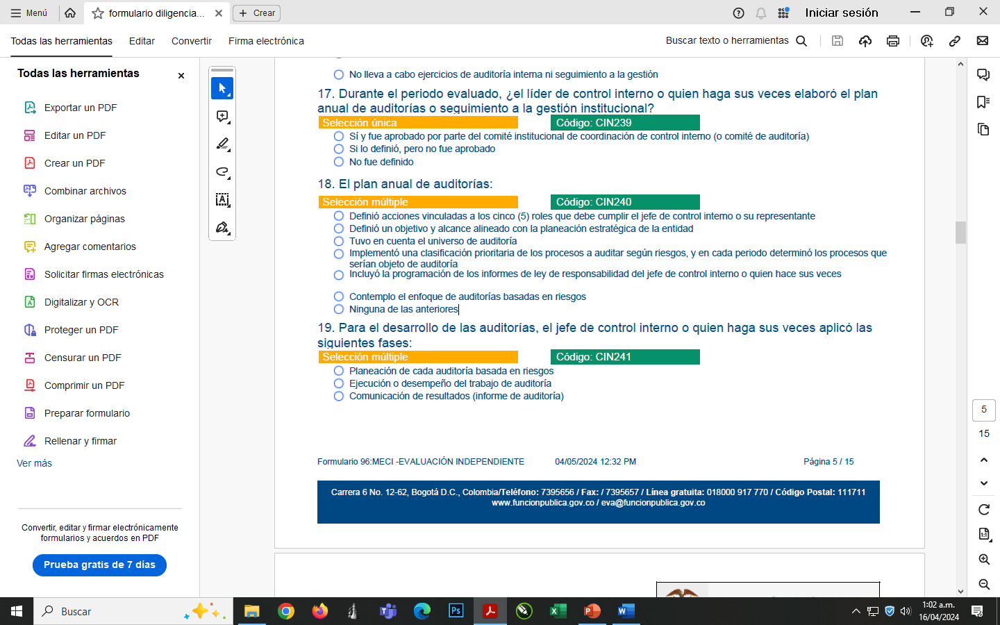 Menú
formulario diligencia...
Crear
Iniciar sesión
Todas las herramientas
Editar
Convertir
Firma electrónica
Buscar texto o herramientas
Todas las herramientas
Exportar un PDF
Editar un PDF
Crear un PDF
Combinar archivos
Organizar páginas
Agregar comentarios
Solicitar firmas electrónicas
Digitalizar y OCR
Proteger un PDF
Censurar un PDF
Comprimir un PDF
Preparar formulario
Rellenar y firmar
Ver más
Convertir, editar y firmar electrónicamente
formularios y acuerdos en PDF
Prueba gratis de 7 días
No lleva a cabo ejercicios de auditoría interna ni seguimiento a la gestión
17. Durante el periodo evaluado, ¿el líder de control interno o quien haga sus veces elaboró el plan
anual de auditorías o seguimiento a la gestión institucional?
Selección única
Código: CIN239
Sí y fue aprobado por parte del comité institucional de coordinación de control interno (o comité de auditoría)
Si lo definió, pero no fue aprobado
No fue definido
18. El plan anual de auditorías:
Selección múltiple
Código: CIN240
Definió acciones vinculadas a los cinco (5) roles que debe cumplir el jefe de control interno o su representante
Definió un objetivo y alcance alineado con la planeación estratégica de la entidad
Tuvo en cuenta el universo de auditoría
Implementó una clasificación prioritaria de los procesos a auditar según riesgos, y en cada periodo determinó los procesos que
serían objeto de auditoría
Incluyó la programación de los informes de ley de responsabilidad del jefe de control interno o quien hace sus veces
Contemplo el enfoque de auditorías basadas en riesgos
Ninguna de las anteriores
19. Para el desarrollo de las auditorías, el jefe de control interno o quien haga sus veces aplicó las
siguientes fases:
Selección múltiple
Código: CIN241
Planeación de cada auditoría basada en riesgos
Ejecución o desempeño del trabajo de auditoría
Comunicación de resultados (informe de auditoría)
Formulario 96:MECI -EVALUACIÓN INDEPENDIENTE
04/05/2024 12:32 PM
Página 5 / 15
Carrera 6 No. 12-62, Bogotá D.C., Colombia/Teléfono: 7395656 / Fax: / 7395657 / Línea gratuita: 018000 917 770 / Código Postal: 111711
www.funcionpublica.gov.co / eva@funcionpublica.gov.co
5
15
1:1
Buscar
Ps
1:02 a.m.
16/04/2024